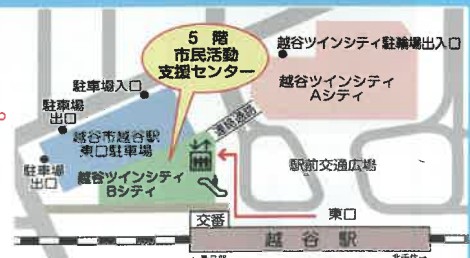 5 階
市民活動
支援センター
越谷ツインシティ駐輪場出入口
越谷ツインシティ
Aシティ
駐車場入口
駐車場
出口
越谷市越谷駅
東口駐車場
連絡通路
駐車場
出口
越谷ツインシティ
Bシティ
駅前交通広場
交番
東口
越谷駅